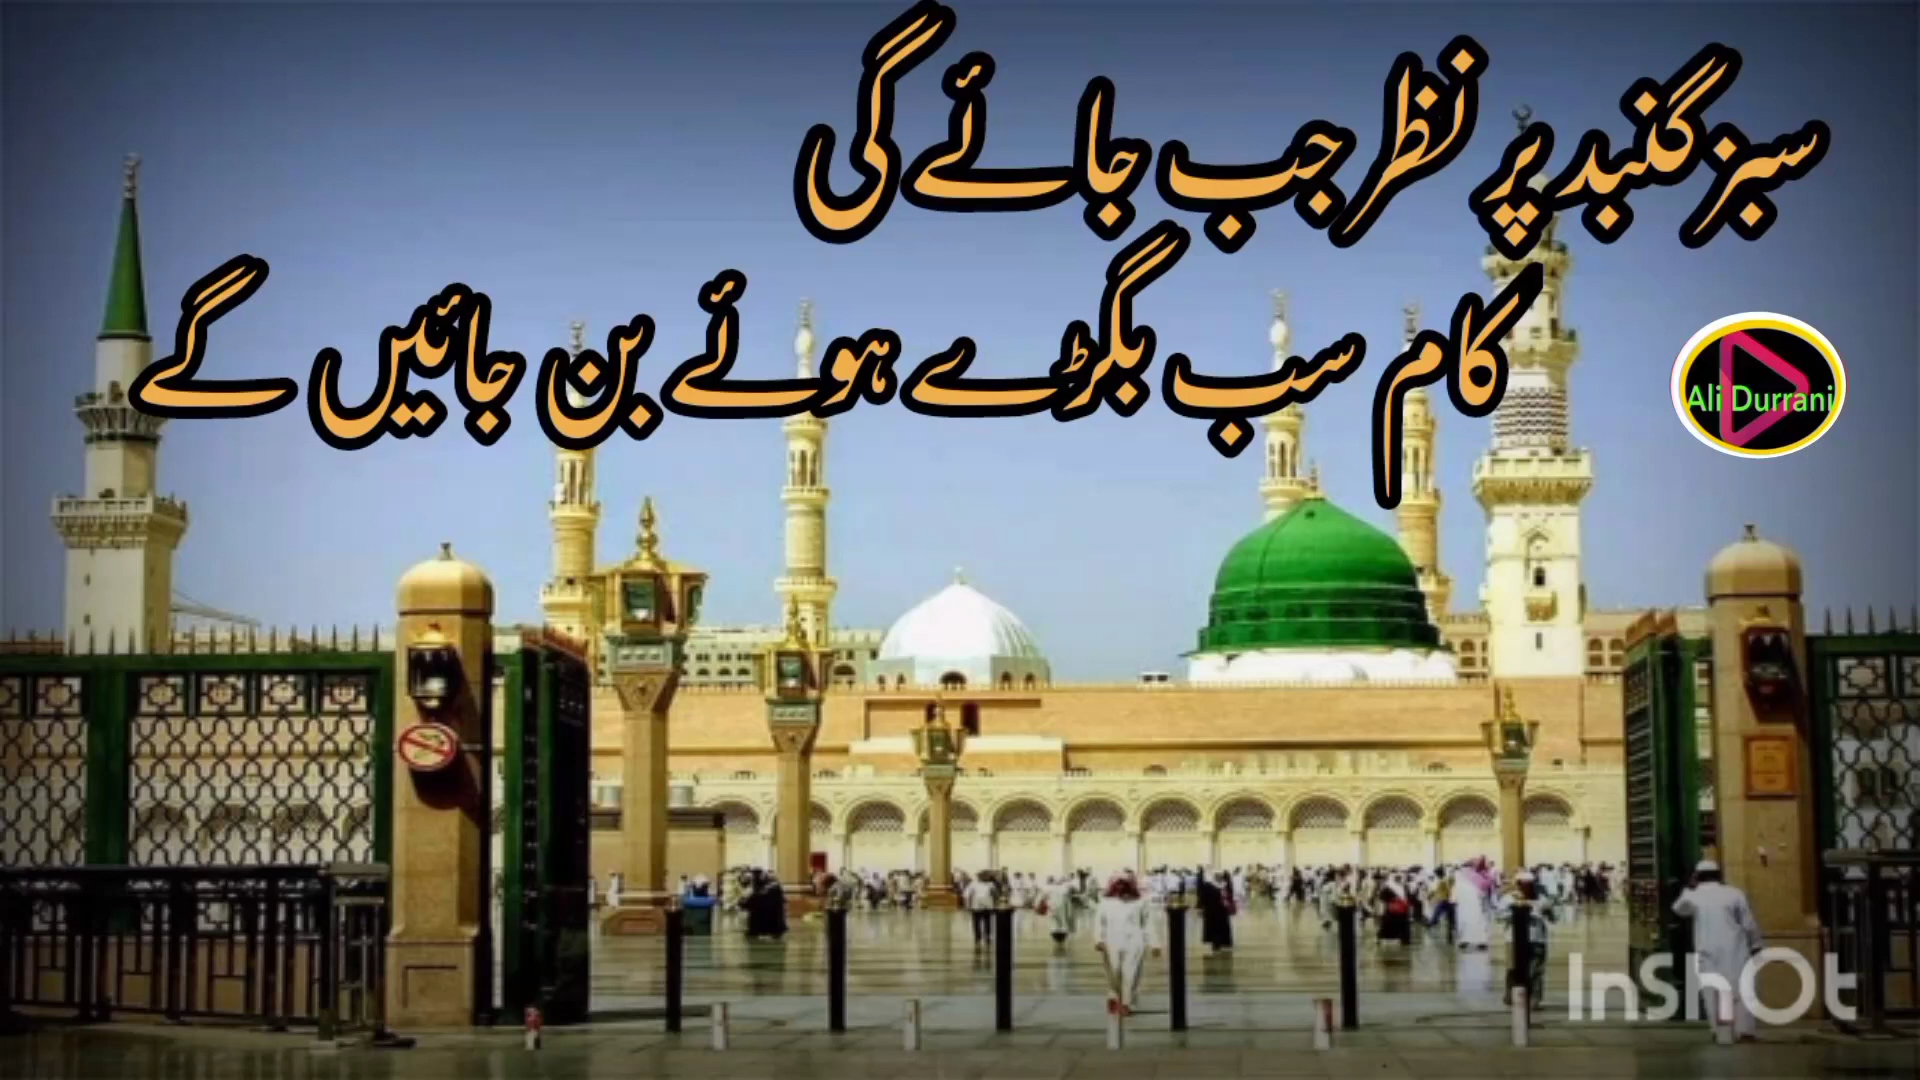 سبز گنبد پر نظر جب جائے گی
کام سب بگڑے ہوئے بن جائیں گے
Ali Durrani
InShOt